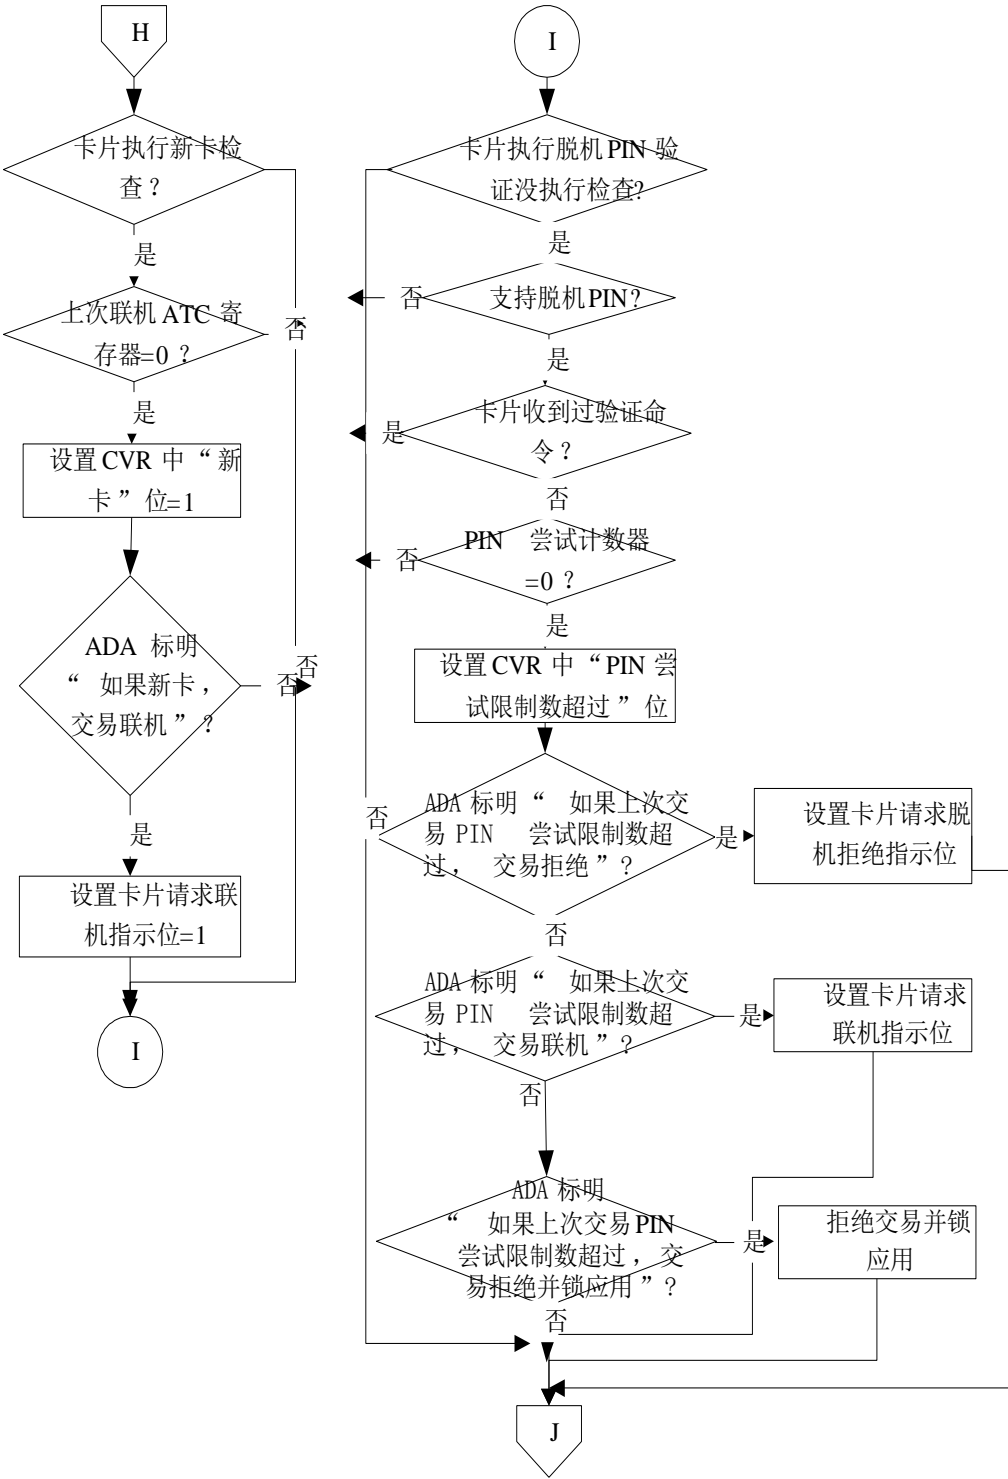 H
卡片执行新卡检
查？
是
否
上次联机 ATC 寄
存器=0 ？
是
设置 CVR 中 “ 新
卡 ” 位=1
ADA 标明
“ 如果新卡，
交易联机 ” ？
否
否
是
设置卡片请求联
机指示位=1
I
I
卡片执行脱机 PIN 验
证没执行检查?
是
否
支持脱机 PIN?
是
是
卡片收到过验证命
令？
否
否
PIN 尝试计数器
=0 ？
是
设置 CVR 中 “PIN 尝
试限制数超过 ” 位
否
ADA 标明 “ 如果上次交
易 PIN 尝试限制数超
过， 交易拒绝 ” ？
是
设置卡片请求脱
机拒绝指示位
否
ADA 标明 “ 如果上次交
易 PIN 尝试限制数超
过， 交易联机 ” ？
是
设置卡片请求
联机指示位
否
ADA 标明
“ 如果上次交易 PIN
尝试限制数超过， 交
易拒绝并锁应用 ” ？
是
拒绝交易并锁
应用
否
J